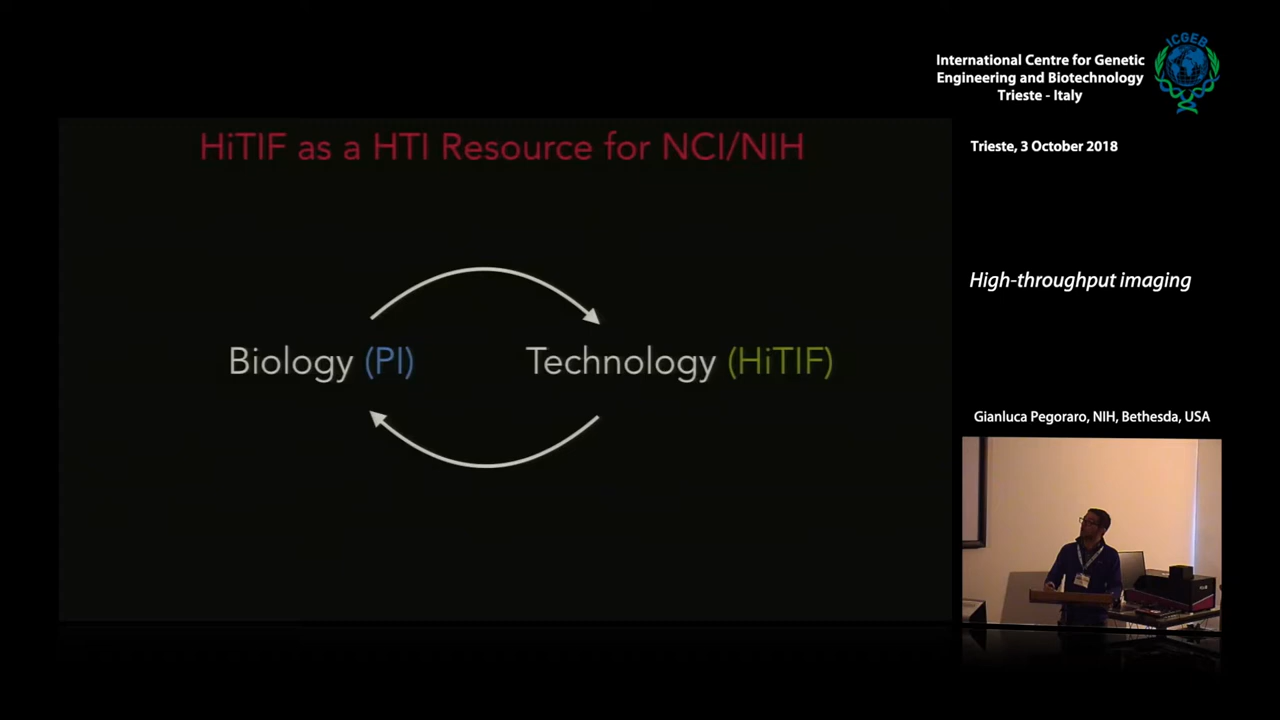 International Centre for Genetic
Engineering and Biotechnology
Trieste - Italy
ICGEB
Trieste, 3 October 2018
HiTIF as a HTI Resource for NCI/NIH
High-throughput imaging
Biology (PI)
Technology (HiTIF)
Gianluca Pegoraro, NIH, Bethesda, USA